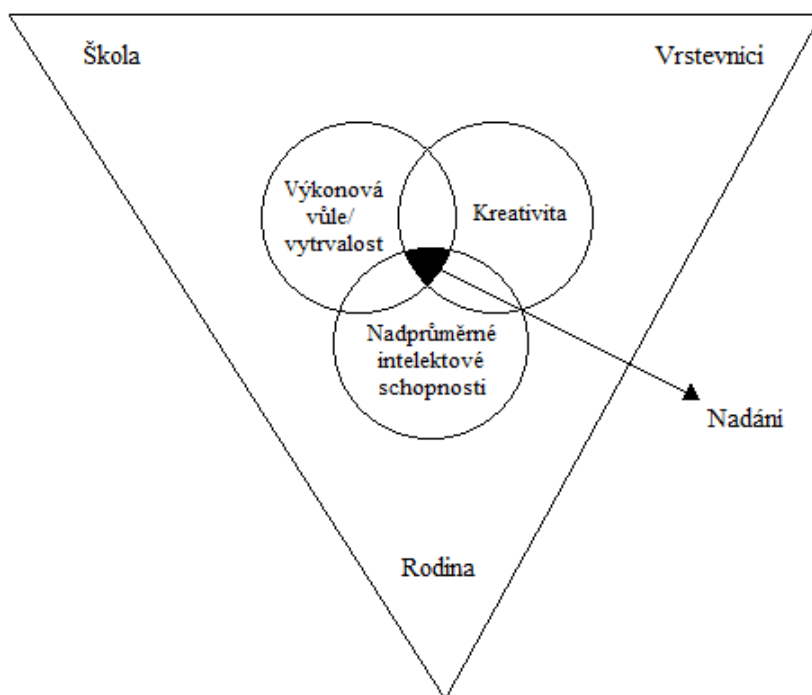 Škola
Vrstevníci
Výkonová
vůle/
vytrvalost
Kreativita
Nadprůměrné
intelektové
schopnosti
Nadání
Rodina